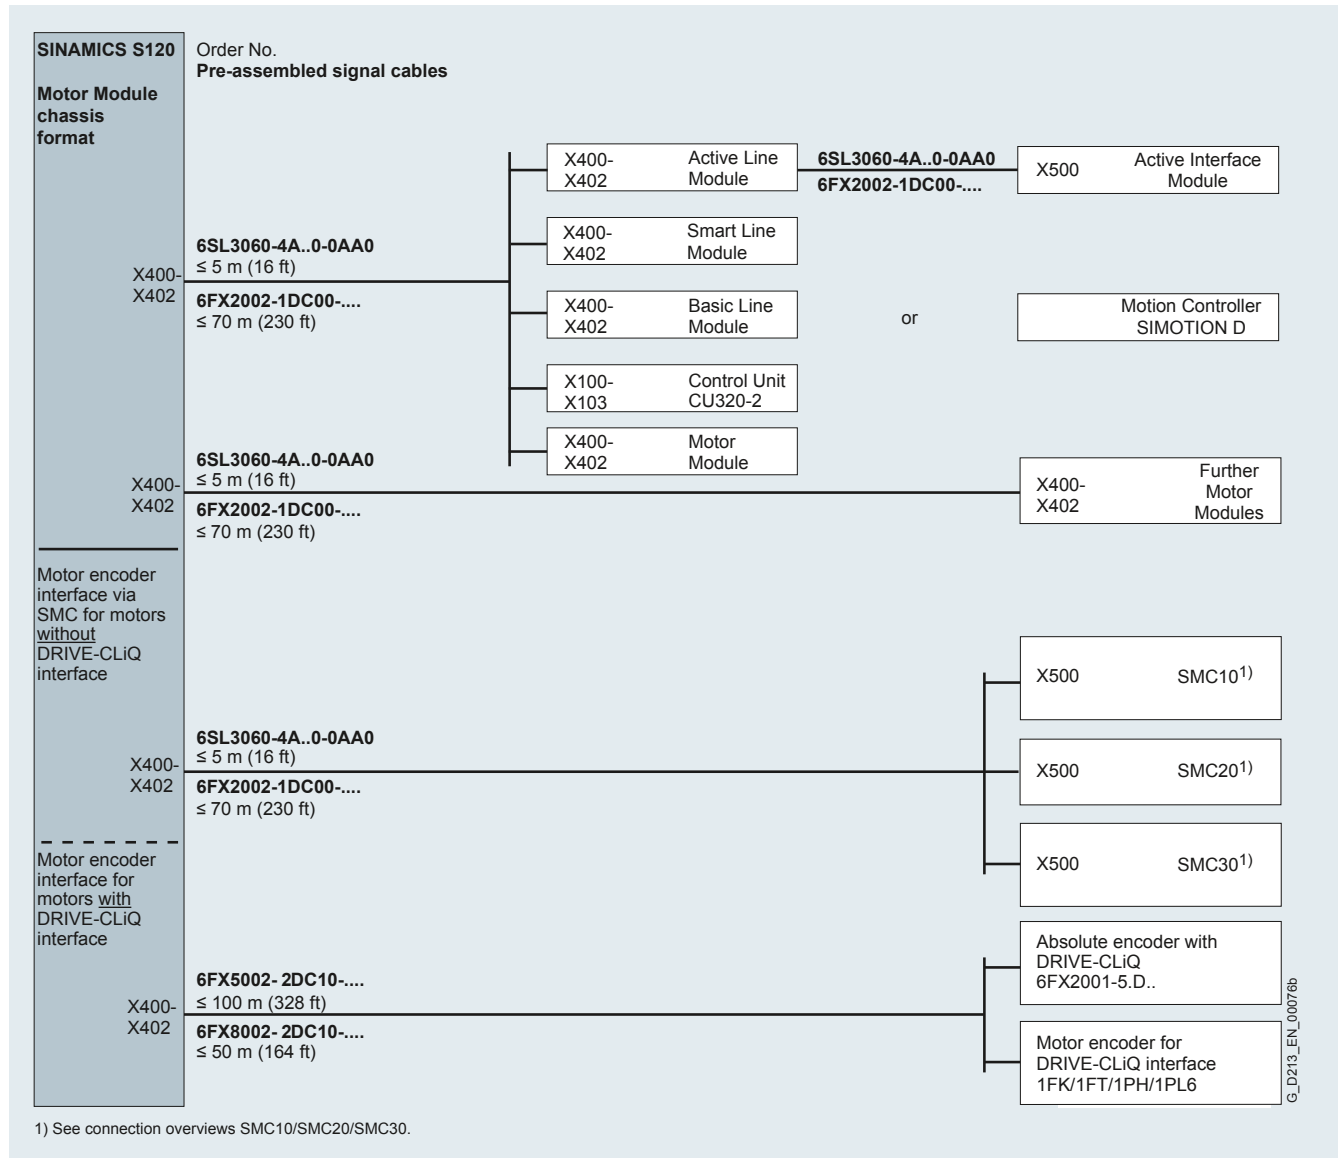 SINAMICS S120
Motor Module
chassis
format
Order No.
Pre-assembled signal cables
X400-
X402
6SL3060-4A..0-0AA0
≤ 5 m (16 ft)
6FX2002-1DC00-....
≤ 70 m (230 ft)
X400-
X402
Active Line
Module
6SL3060-4A..0-0AA0
6FX2002-1DC00-....
X500
Active Interface
Module
X400-
X402
Smart Line
Module
X400-
X402
Basic Line
Module
or
Motion Controller
SIMOTION D
X100-
X103
Control Unit
CU320-2
X400-
X402
Motor
Module
X400-
X402
6SL3060-4A..0-0AA0
≤ 5 m (16 ft)
6FX2002-1DC00-....
≤ 70 m (230 ft)
X400-
X402
Further
Motor
Modules
Motor encoder
interface via
SMC for motors
without
DRIVE-CLiQ
interface
X400-
X402
6SL3060-4A..0-0AA0
≤ 5 m (16 ft)
6FX2002-1DC00-....
≤ 70 m (230 ft)
X500 SMC10 1)
X500 SMC20 1)
X500 SMC30 1)
Motor encoder
interface for
motors with
DRIVE-CLiQ
interface
X400-
X402
6FX5002- 2DC10-....
≤ 100 m (328 ft)
6FX8002- 2DC10-....
≤ 50 m (164 ft)
Absolute encoder with
DRIVE-CLiQ
6FX2001-5.D..
Motor encoder for
DRIVE-CLiQ interface
1FK/1FT/1PH/1PL6
G_D213_EN_00076b
1) See connection overviews SMC10/SMC20/SMC30.